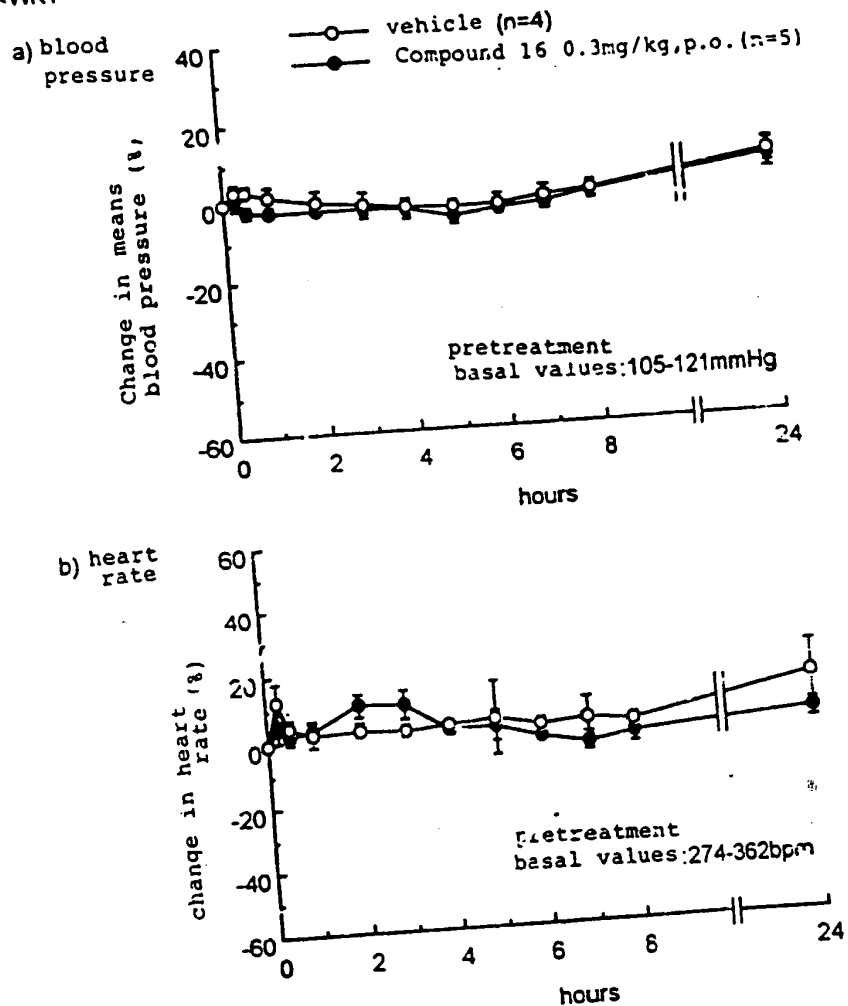 vehicle (n=4)
Compound 16 0.3mg/kg,p.o.(n=5)
a) blood
pressure
40
20
0
-20
-40
-60
Change in means
blood pressure (%)
pretreatment
basal values:105-121mmHg
0 2 4 6 8 24
hours
b) heart
rate
60
40
20
0
-20
-40
-60
change in heart
rate (%)
pretreatment
basal values:274-362bpm
0 2 4 6 8 24
hours